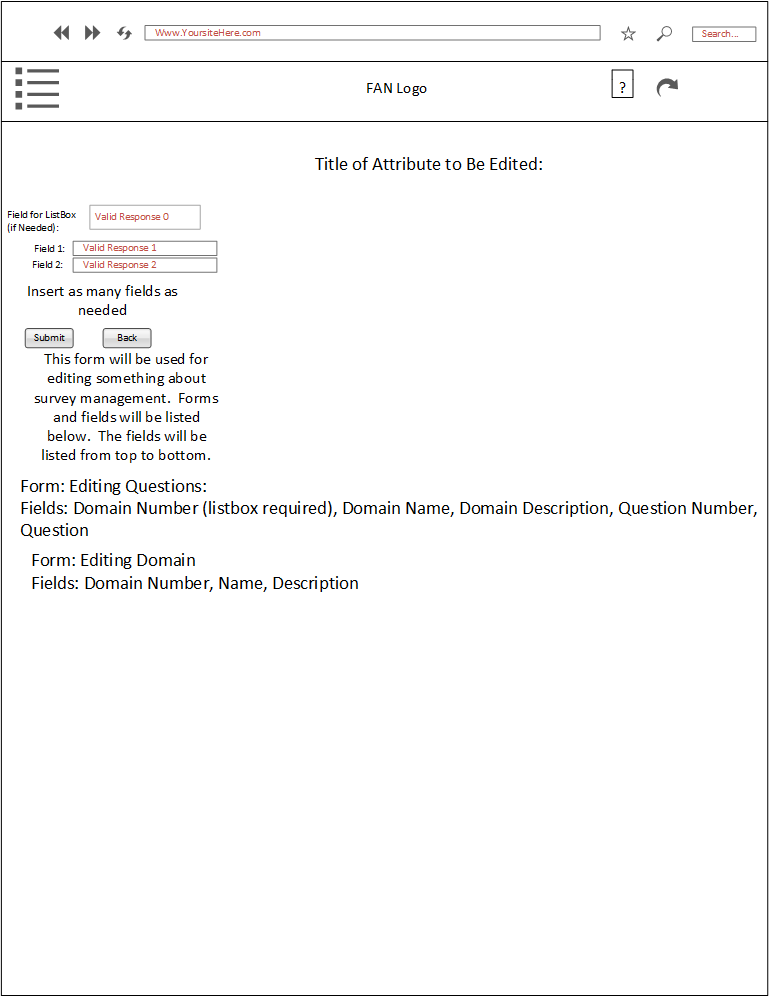 Www.YoursiteHere.com
Search...
FAN Logo
?
Title of Attribute to Be Edited:
Field for ListBox
(if Needed):
Valid Response 0
Field 1:
Valid Response 1
Field 2:
Valid Response 2
Insert as many fields as
needed
Submit
Back
This form will be used for
editing something about
survey management.  Forms
and fields will be listed
below.  The fields will be
listed from top to bottom.
Form: Editing Questions:
Fields: Domain Number (listbox required), Domain Name, Domain Description, Question Number,
Question
Form: Editing Domain
Fields: Domain Number, Name, Description